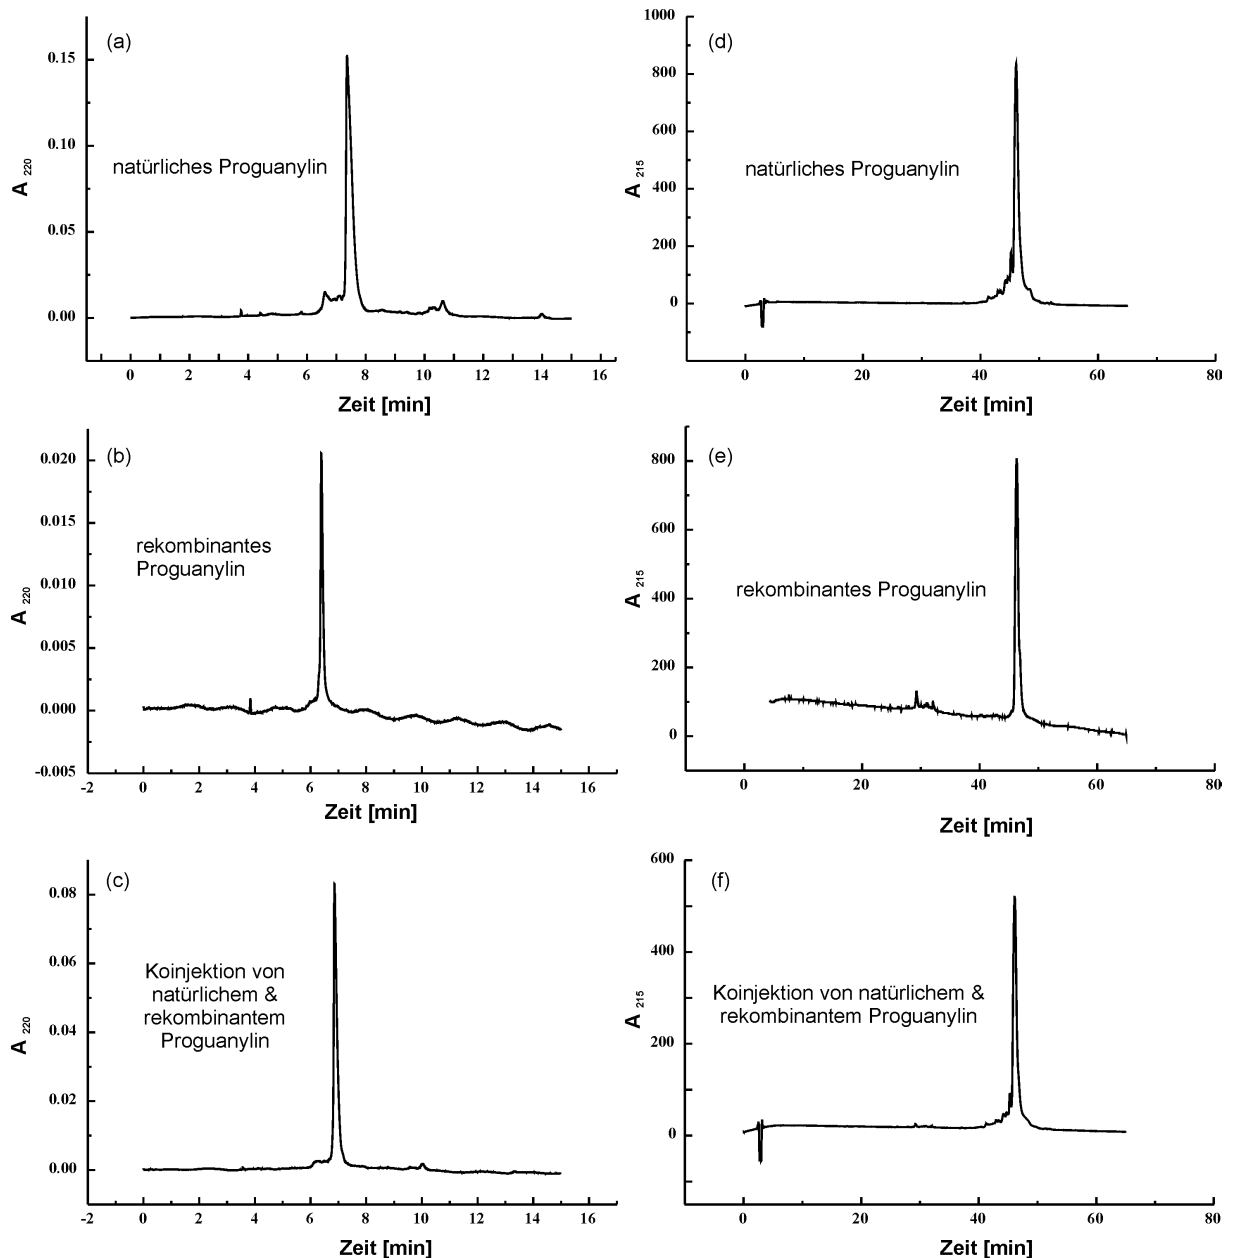 (a)
0.15
0.10
0.05
0.00
A 220
natürliches Proguanylin
0 2 4 6 8 10 12 14 16
Zeit [min]
(d)
1000
800
600
400
200
0
A 215
natürliches Proguanylin
0 20 40 60 80
Zeit [min]
(b)
0.020
0.015
0.010
0.005
0.000
-0.005
A 220
rekombinantes
Proguanylin
-2 0 2 4 6 8 10 12 14 16
Zeit [min]
(e)
800
600
400
200
0
A 215
rekombinantes Proguanylin
0 20 40 60 80
Zeit [min]
(c)
0.08
0.06
0.04
0.02
0.00
A 220
Koinjektion von
natürlichem &
rekombinantem
Proguanylin
-2 0 2 4 6 8 10 12 14 16
Zeit [min]
(f)
600
400
200
0
A 215
Koinjektion von natürlichem &
rekombinantem Proguanylin
0 20 40 60 80
Zeit [min]